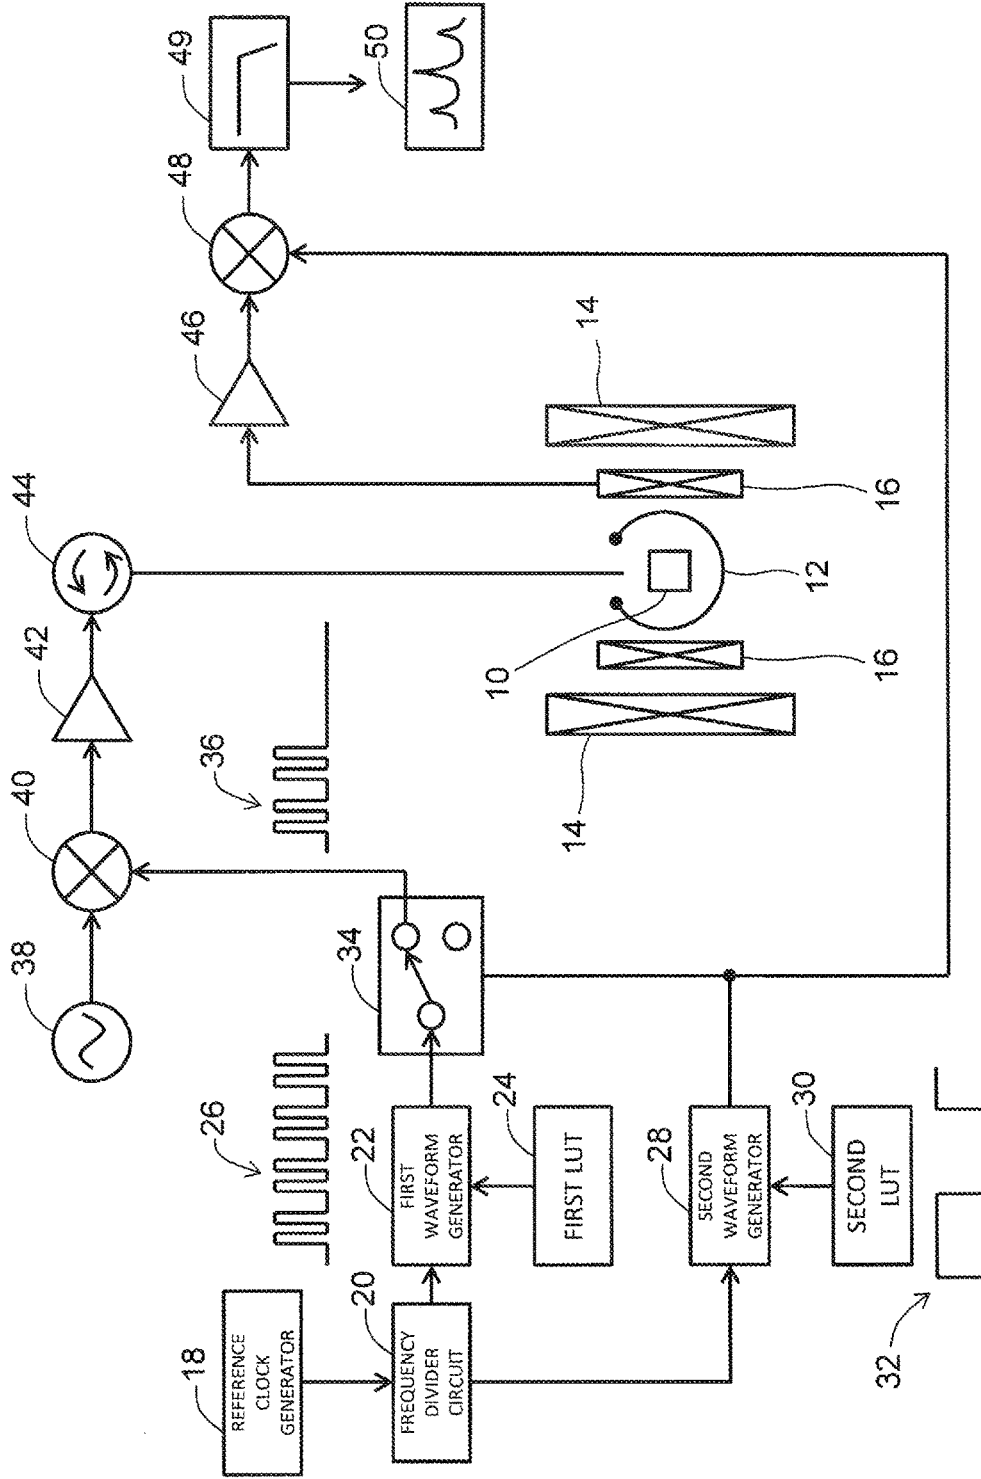 38
40
42
44
46
48
49
50
26
36
18
REFERENCE
CLOCK
GENERATOR
20
FREQUENCY
DIVIDER
CIRCUIT
22
FIRST
WAVEFORM
GENERATOR
24
FIRST LUT
34
28
SECOND
WAVEFORM
GENERATOR
30
SECOND
LUT
32
14
14
16
16
10
12